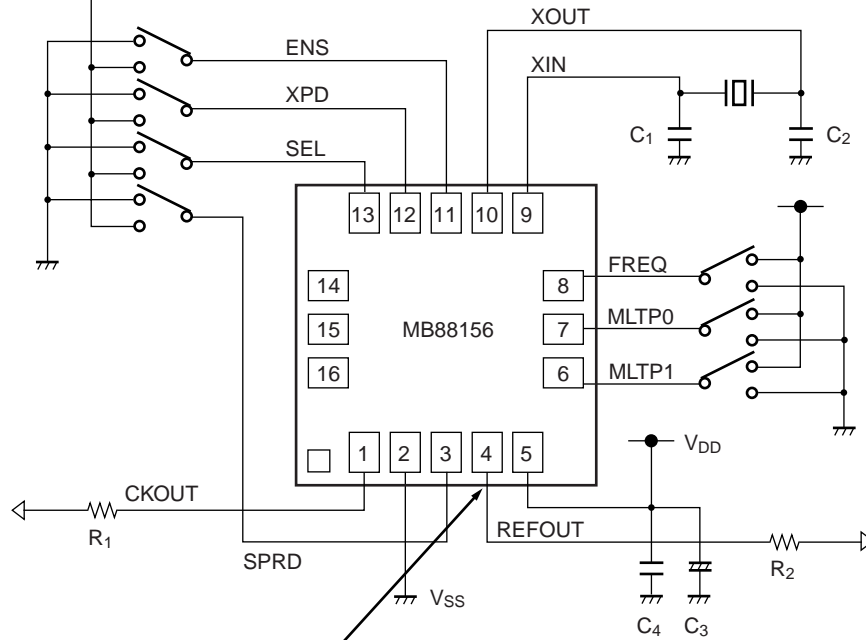 XOUT
ENS
XIN
XPD
C1
C2
SEL
13 12 11 10 9
14
FREQ
8
15
MB88156
7
MLTP0
16
6
MLTP1
1 2 3 4 5
VDD
CKOUT
REFOUT
R1
SPRD
VSS
R2
C4
C3